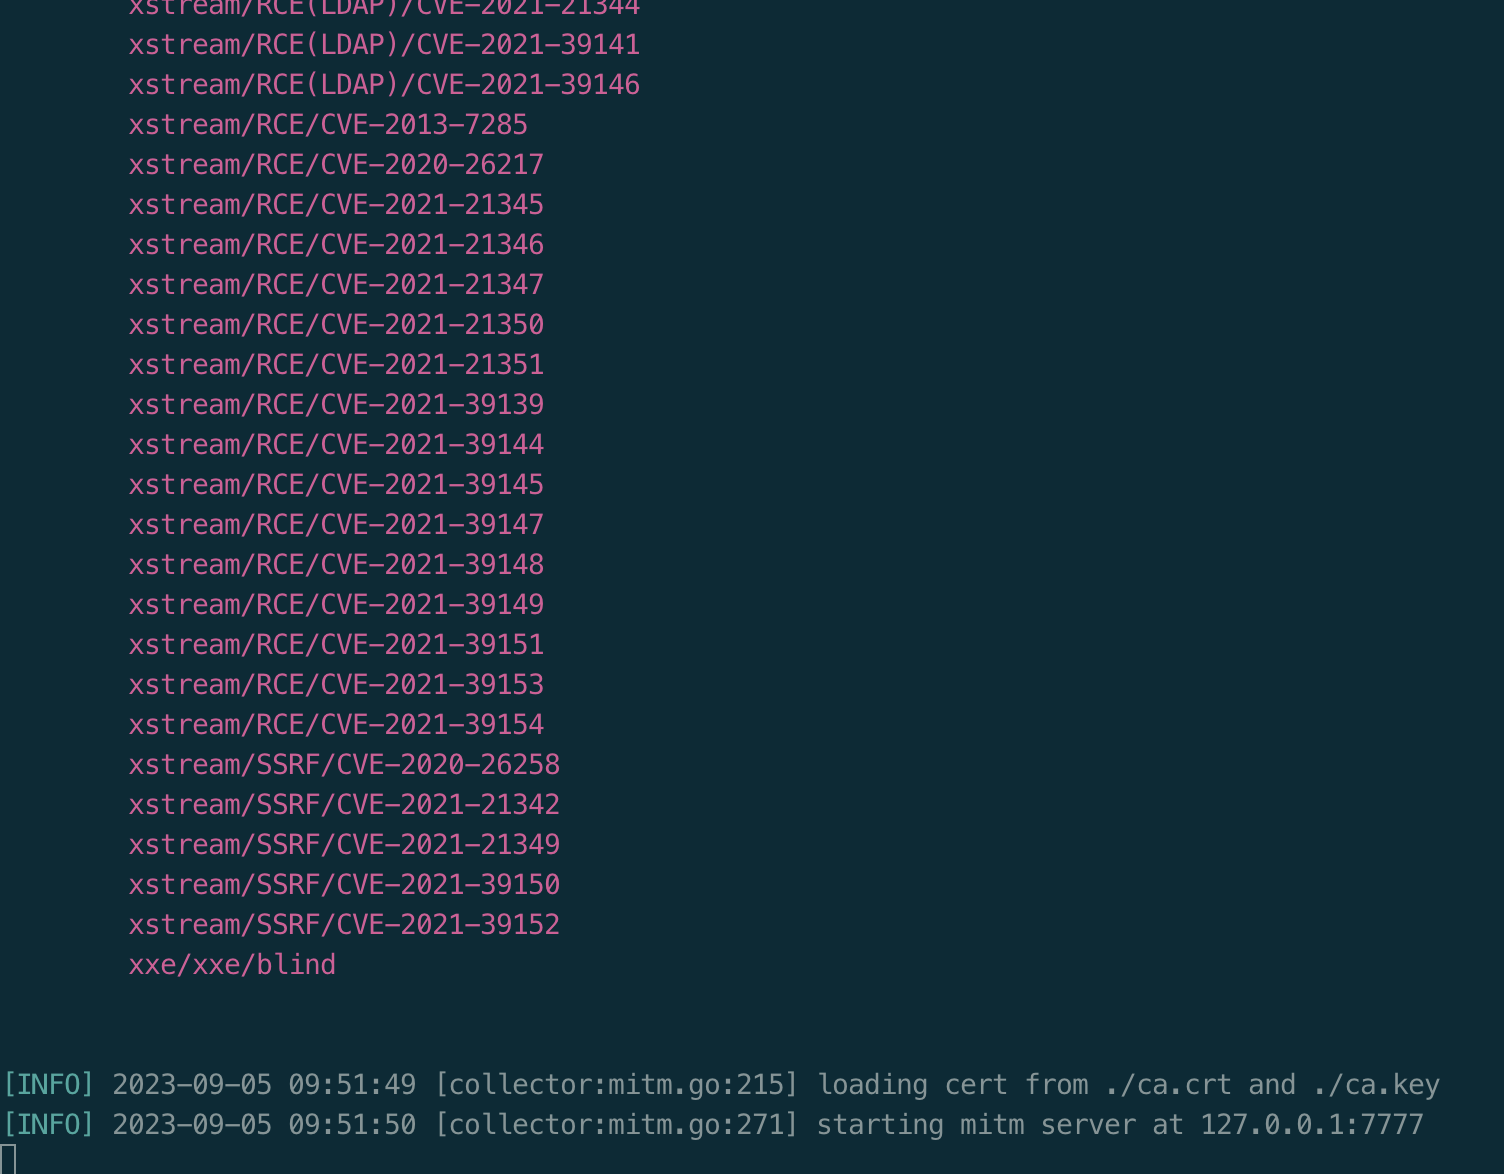 xstream/RCE(LDAP)/CVE-2021-21344
xstream/RCE(LDAP)/CVE-2021-39141
xstream/RCE(LDAP)/CVE-2021-39146
xstream/RCE/CVE-2013-7285
xstream/RCE/CVE-2020-26217
xstream/RCE/CVE-2021-21345
xstream/RCE/CVE-2021-21346
xstream/RCE/CVE-2021-21347
xstream/RCE/CVE-2021-21350
xstream/RCE/CVE-2021-21351
xstream/RCE/CVE-2021-39139
xstream/RCE/CVE-2021-39144
xstream/RCE/CVE-2021-39145
xstream/RCE/CVE-2021-39147
xstream/RCE/CVE-2021-39148
xstream/RCE/CVE-2021-39149
xstream/RCE/CVE-2021-39151
xstream/RCE/CVE-2021-39153
xstream/RCE/CVE-2021-39154
xstream/SSRF/CVE-2020-26258
xstream/SSRF/CVE-2021-21342
xstream/SSRF/CVE-2021-21349
xstream/SSRF/CVE-2021-39150
xstream/SSRF/CVE-2021-39152
xxe/xxe/blind
[INFO] 2023-09-05 09:51:49 [collector:mitm.go:215] loading cert from ./ca.crt and ./ca.key
[INFO] 2023-09-05 09:51:50 [collector:mitm.go:271] starting mitm server at 127.0.0.1:7777